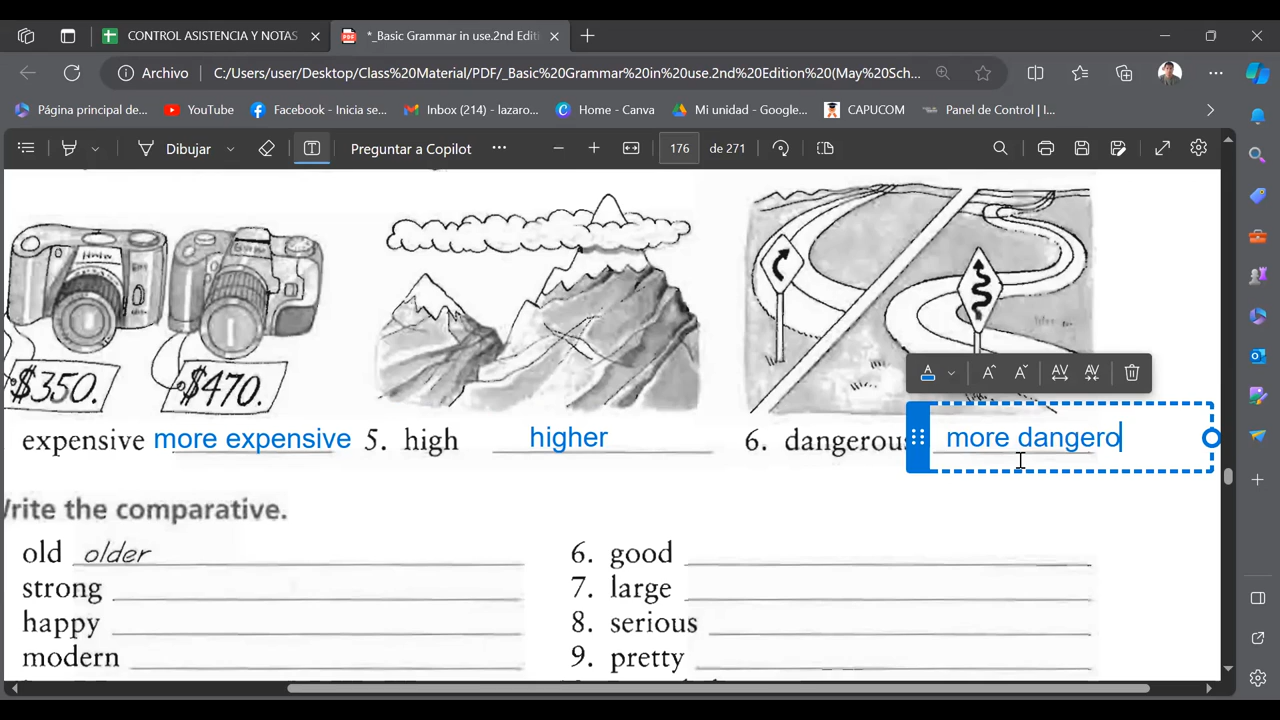 CONTROL ASISTENCIA Y NOTAS
*_Basic Grammar in use.2nd Editi
Archivo
C:/Users/user/Desktop/Class%20Material/PDF/_Basic%20Grammar%20in%20use.2nd%20Edition%20(May%20Sch...
Página principal de...
YouTube
Facebook - Inicia se...
Inbox (214) - lazaro...
Home - Canva
Mi unidad - Google...
CAPUCOM
Panel de Control | I...
Dibujar
Preguntar a Copilot
176
de 271
$350.
$470.
expensive more expensive
5. high higher
6. dangerous more dangero
Write the comparative.
old older
strong
happy
modern
6. good
7. large
8. serious
9. pretty